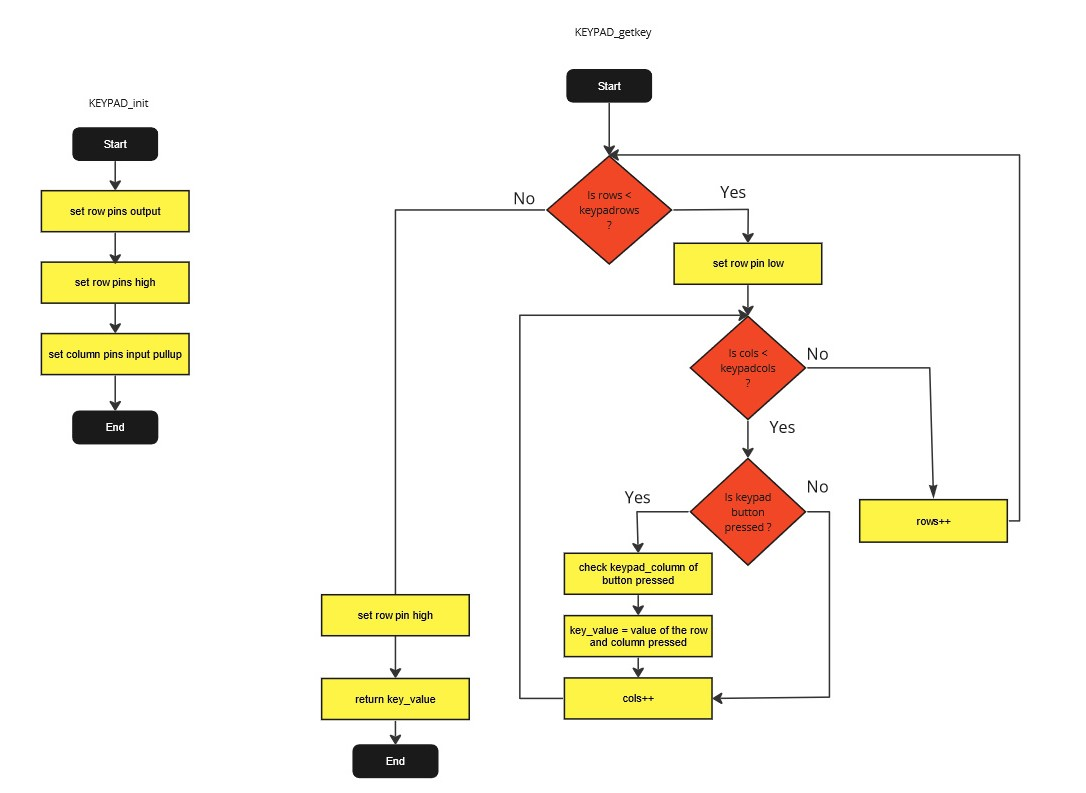 KEYPAD_init
Start
set row pins output
set row pins high
set column pins input pullup
End
KEYPAD_getkey
Start
Is rows <
keypadrows
?
No
Yes
set row pin low
Is cols <
keypadcols
?
No
Yes
Is keypad
button
pressed ?
Yes
No
rows++
check keypad_column of
button pressed
key_value = value of the row
and column pressed
cols++
set row pin high
return key_value
End